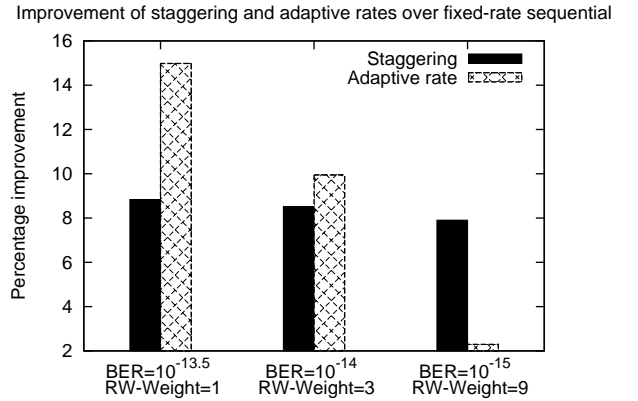 Improvement of staggering and adaptive rates over fixed-rate sequential
16
14
12
10
8
6
4
2
Percentage improvement
Staggering
Adaptive rate
BER=10^-13.5 BER=10^-14 BER=10^-15
RW-Weight=1 RW-Weight=3 RW-Weight=9